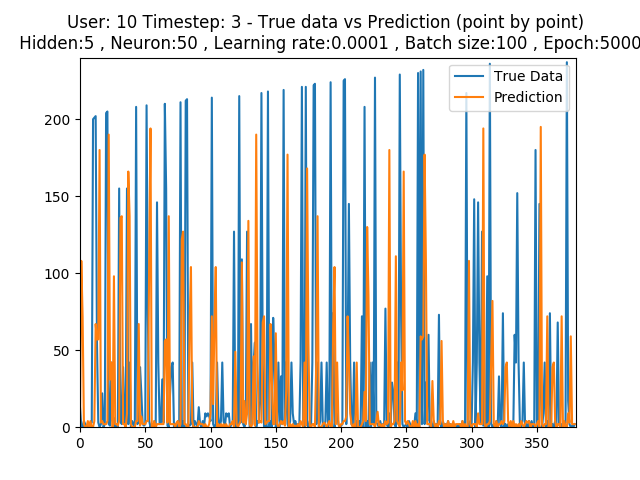 User: 10 Timestep: 3 - True data vs Prediction (point by point)
Hidden:5 , Neuron:50 , Learning rate:0.0001 , Batch size:100 , Epoch:5000
True Data
Prediction
200
150
100
50
0
0 50 100 150 200 250 300 350